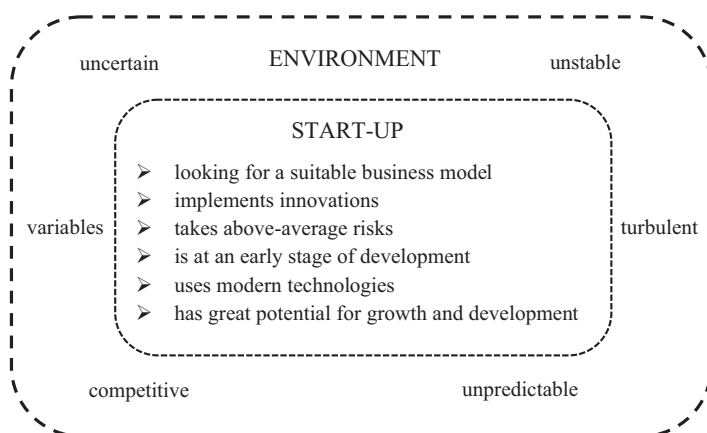 uncertain
ENVIRONMENT
unstable
START-UP
➢ looking for a suitable business model
➢ implements innovations
➢ takes above-average risks
variables
turbulent
➢ is at an early stage of development
➢ uses modern technologies
➢ has great potential for growth and development
competitive
unpredictable